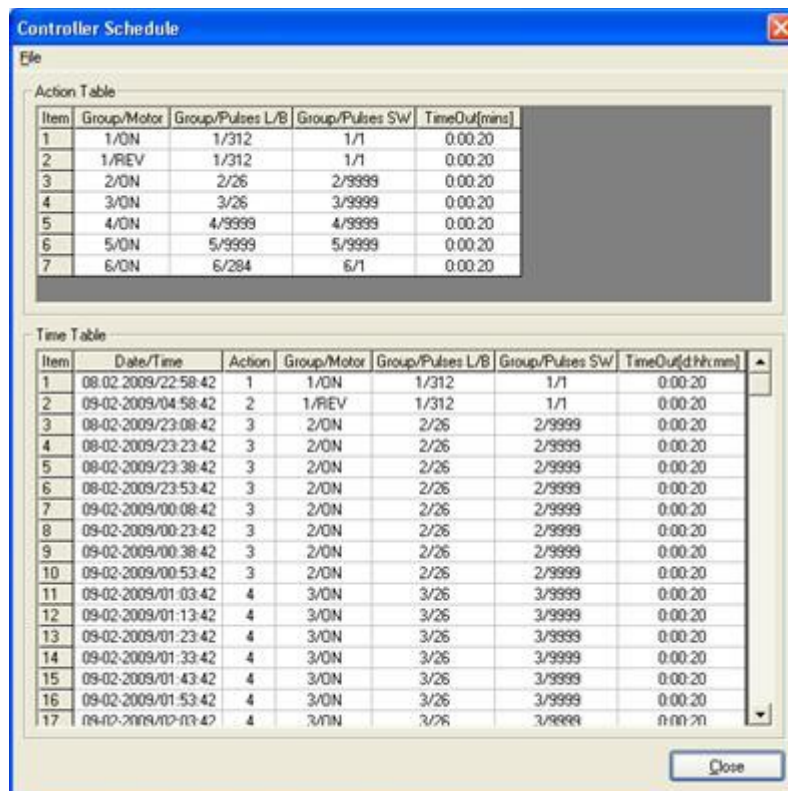 Controller Schedule
File
Action Table
Item Group/Motor Group/Pulses L/B Group/Pulses SW TimeOut[mins]
1 1/ON 1/312 1/1 0:00:20
2 1/REV 1/312 1/1 0:00:20
3 2/ON 2/26 2/9999 0:00:20
4 3/ON 3/26 3/9999 0:00:20
5 4/ON 4/9999 4/9999 0:00:20
6 5/ON 5/9999 5/9999 0:00:20
7 6/ON 6/284 6/1 0:00:20
Time Table
Item Date/Time Action Group/Motor Group/Pulses L/B Group/Pulses SW TimeOut[d:hh:mm]
1 08.02.2009/22:58:42 1 1/ON 1/312 1/1 0:00:20
2 09-02-2009/04:58:42 2 1/REV 1/312 1/1 0:00:20
3 08-02-2009/23:08:42 3 2/ON 2/26 2/9999 0:00:20
4 08-02-2009/23:23:42 3 2/ON 2/26 2/9999 0:00:20
5 08-02-2009/23:38:42 3 2/ON 2/26 2/9999 0:00:20
6 08-02-2009/23:53:42 3 2/ON 2/26 2/9999 0:00:20
7 09-02-2009/00:08:42 3 2/ON 2/26 2/9999 0:00:20
8 09-02-2009/00:23:42 3 2/ON 2/26 2/9999 0:00:20
9 09-02-2009/00:38:42 3 2/ON 2/26 2/9999 0:00:20
10 09-02-2009/00:53:42 3 2/ON 2/26 2/9999 0:00:20
11 09-02-2009/01:03:42 4 3/ON 3/26 3/9999 0:00:20
12 09-02-2009/01:13:42 4 3/ON 3/26 3/9999 0:00:20
13 09-02-2009/01:23:42 4 3/ON 3/26 3/9999 0:00:20
14 09-02-2009/01:33:42 4 3/ON 3/26 3/9999 0:00:20
15 09-02-2009/01:43:42 4 3/ON 3/26 3/9999 0:00:20
16 09-02-2009/01:53:42 4 3/ON 3/26 3/9999 0:00:20
17 09-02-2009/02:03:42 4 3/ON 3/26 3/9999 0:00:20
Close